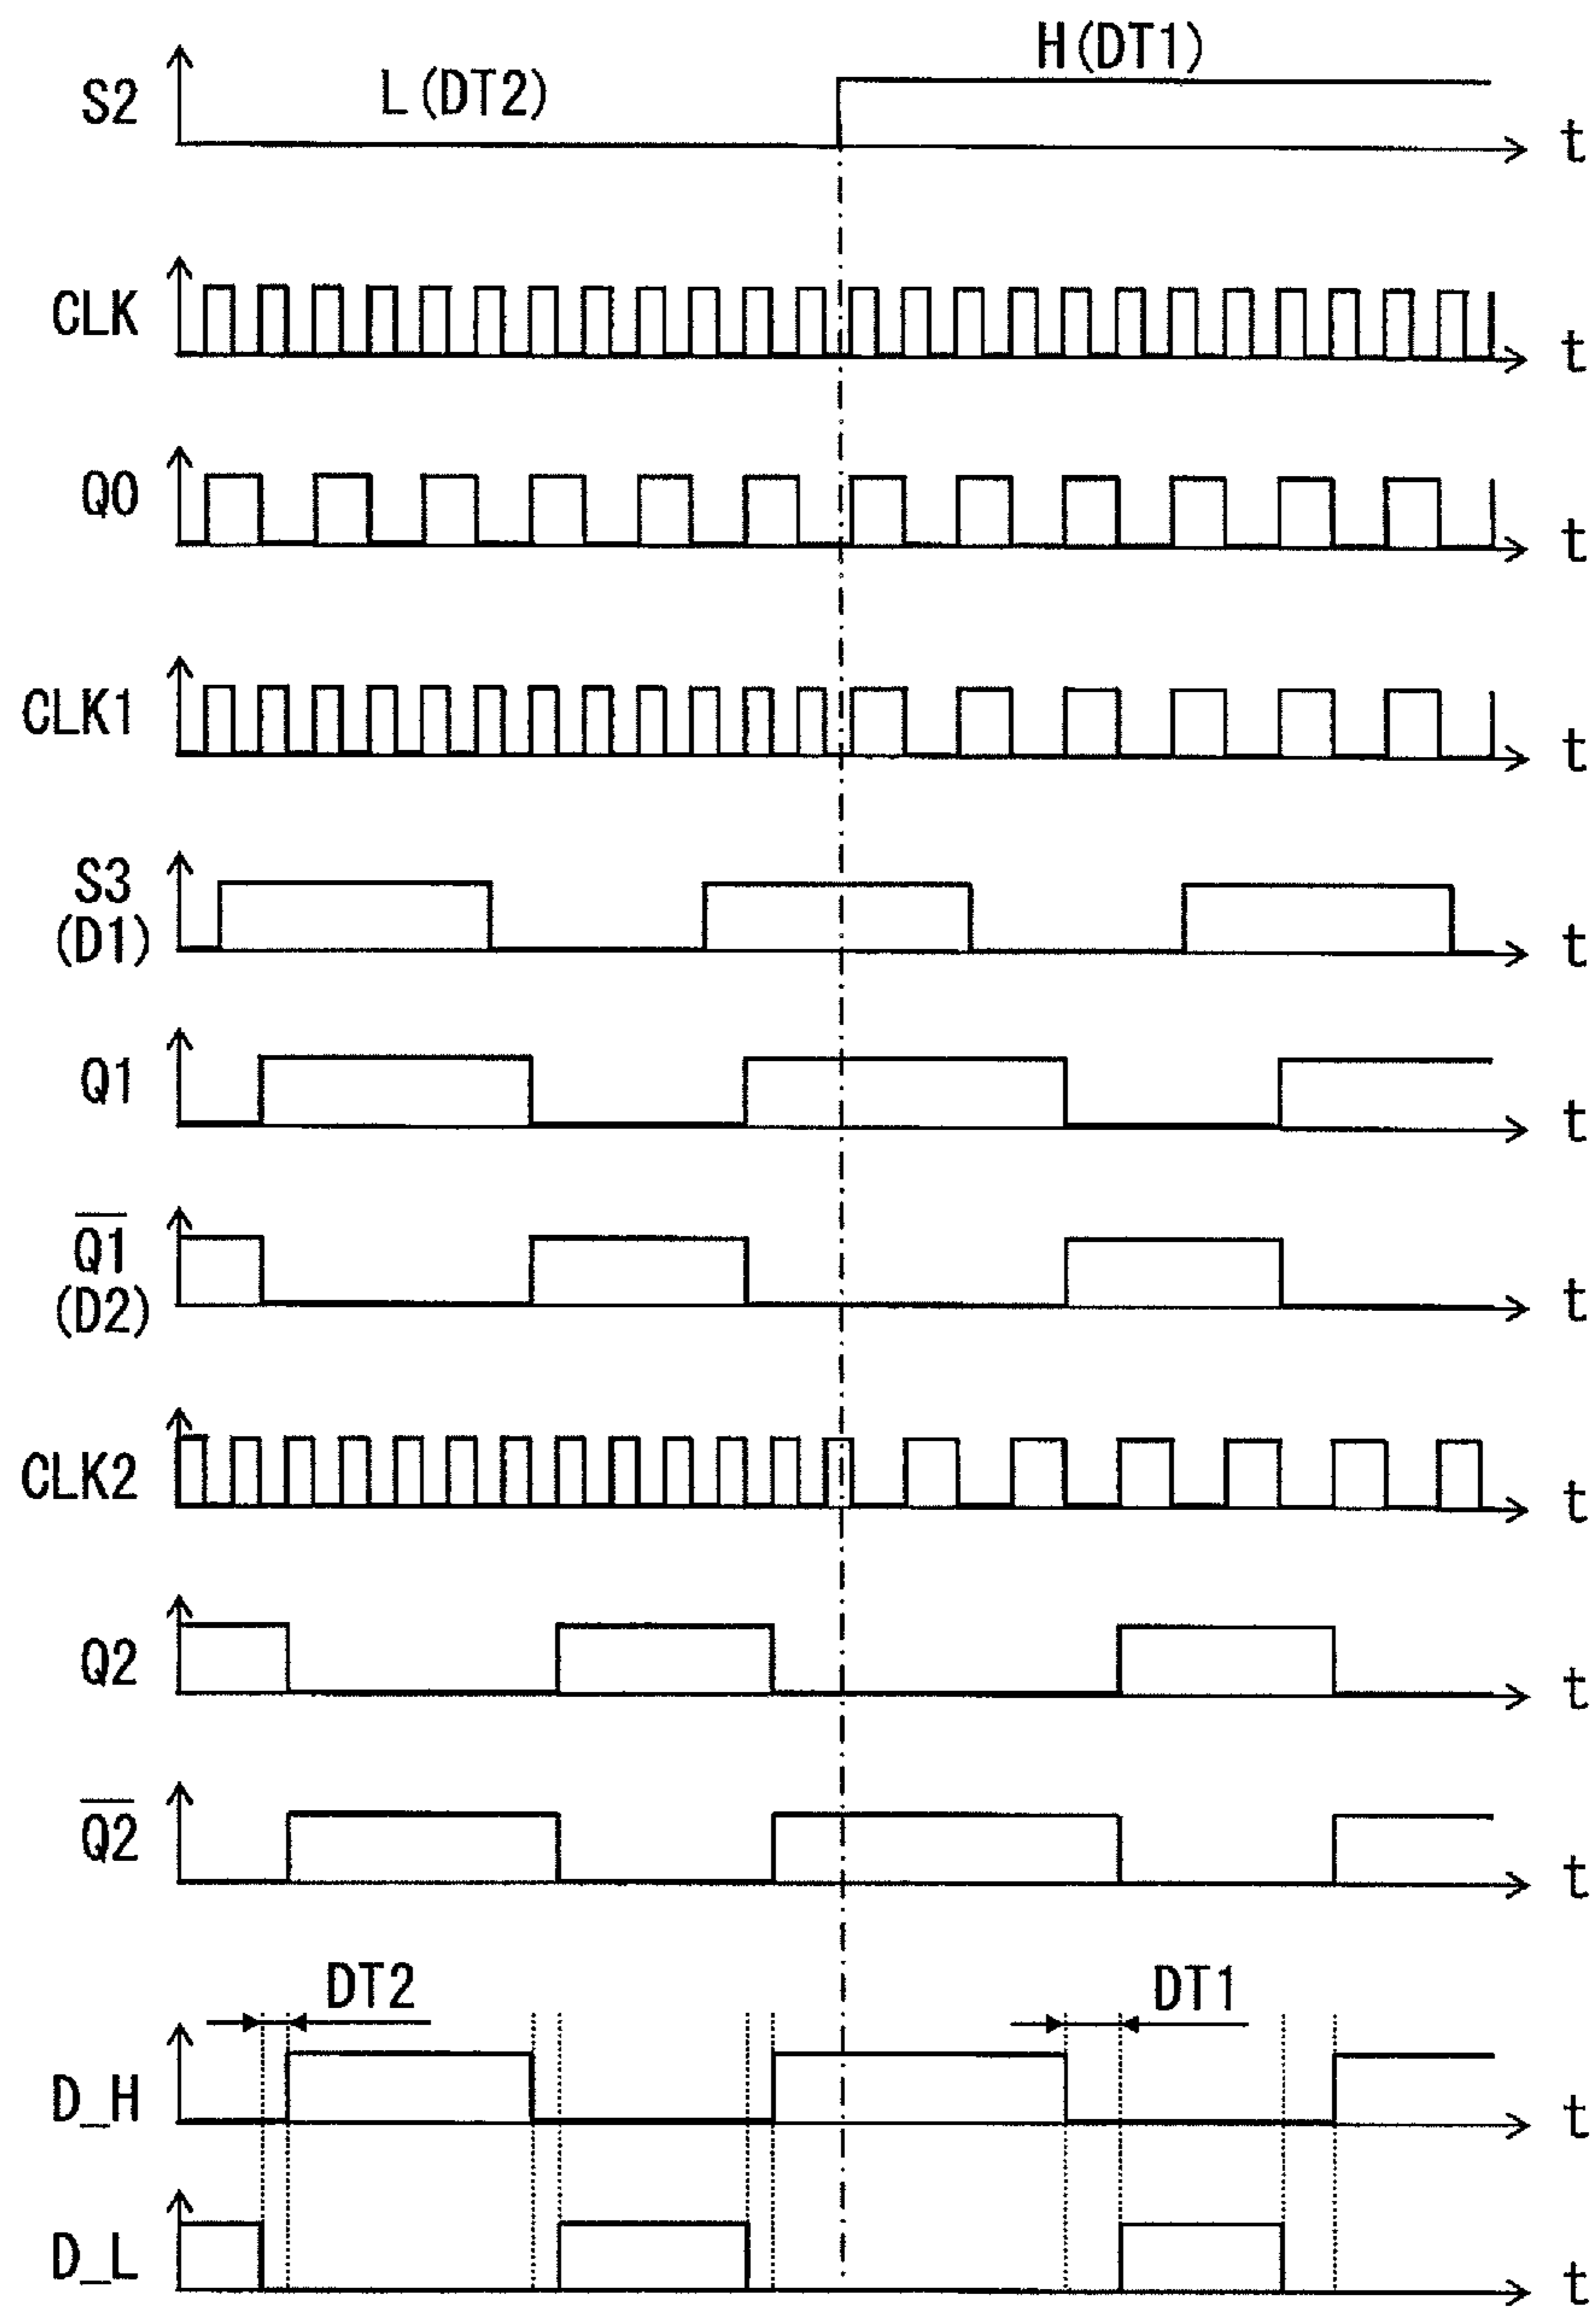 H(DT1)
L(DT2)
S2
t
CLK
t
Q0
t
CLK1
t
S3
(D1)
t
Q1
t
Q1
(D2)
t
CLK2
t
Q2
t
Q2
t
DT2
DT1
D_H
t
D_L
t